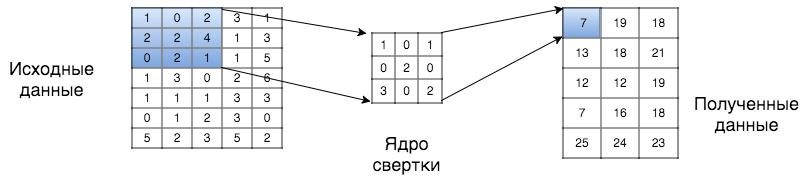 Исходные
данные
1 0 2 3 1
2 2 4 1 3
0 2 1 1 5
1 3 0 2 6
1 1 1 3 3
0 1 2 3 0
5 2 3 5 2
1 0 1
0 2 0
3 0 2
Ядро
свертки
7 19 18
13 18 21
12 12 19
7 16 18
25 24 23
Полученные
данные